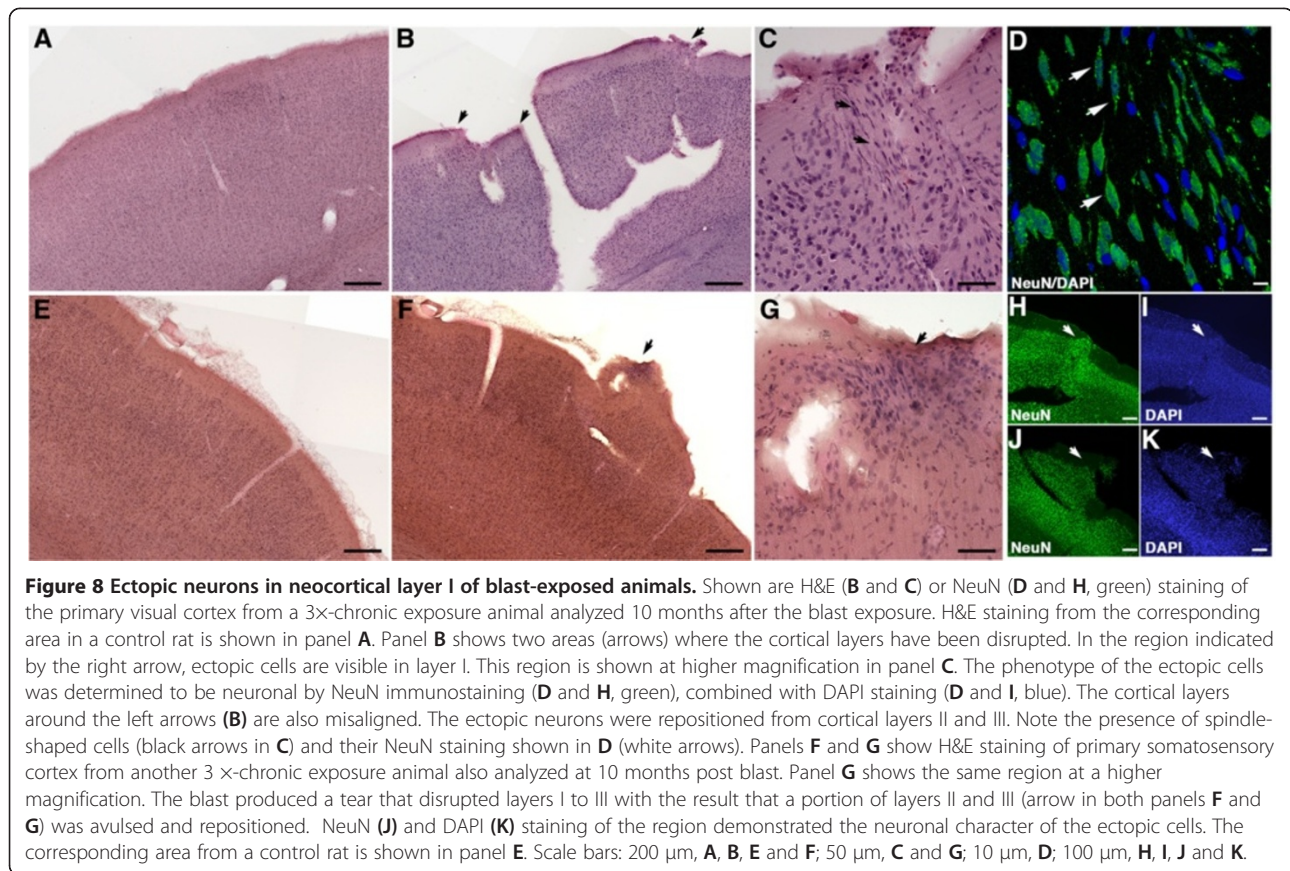 A
B
C
D
NeuN/DAPI
E
F
G
H
I
NeuN
DAPI
J
K
NeuN
DAPI
Figure 8 Ectopic neurons in neocortical layer I of blast-exposed animals. Shown are H&E (B and C) or NeuN (D and H, green) staining of
the primary visual cortex from a 3×-chronic exposure animal analyzed 10 months after the blast exposure. H&E staining from the corresponding
area in a control rat is shown in panel A. Panel B shows two areas (arrows) where the cortical layers have been disrupted. In the region indicated
by the right arrow, ectopic cells are visible in layer I. This region is shown at higher magnification in panel C. The phenotype of the ectopic cells
was determined to be neuronal by NeuN immunostaining (D and H, green), combined with DAPI staining (D and I, blue). The cortical layers
around the left arrows (B) are also misaligned. The ectopic neurons were repositioned from cortical layers II and III. Note the presence of spindle-
shaped cells (black arrows in C) and their NeuN staining shown in D (white arrows). Panels F and G show H&E staining of primary somatosensory
cortex from another 3 ×-chronic exposure animal also analyzed at 10 months post blast. Panel G shows the same region at a higher
magnification. The blast produced a tear that disrupted layers I to III with the result that a portion of layers II and III (arrow in both panels F and
G) was avulsed and repositioned. NeuN (J) and DAPI (K) staining of the region demonstrated the neuronal character of the ectopic cells. The
corresponding area from a control rat is shown in panel E. Scale bars: 200 μm, A, B, E and F; 50 μm, C and G; 10 μm, D; 100 μm, H, I, J and K.